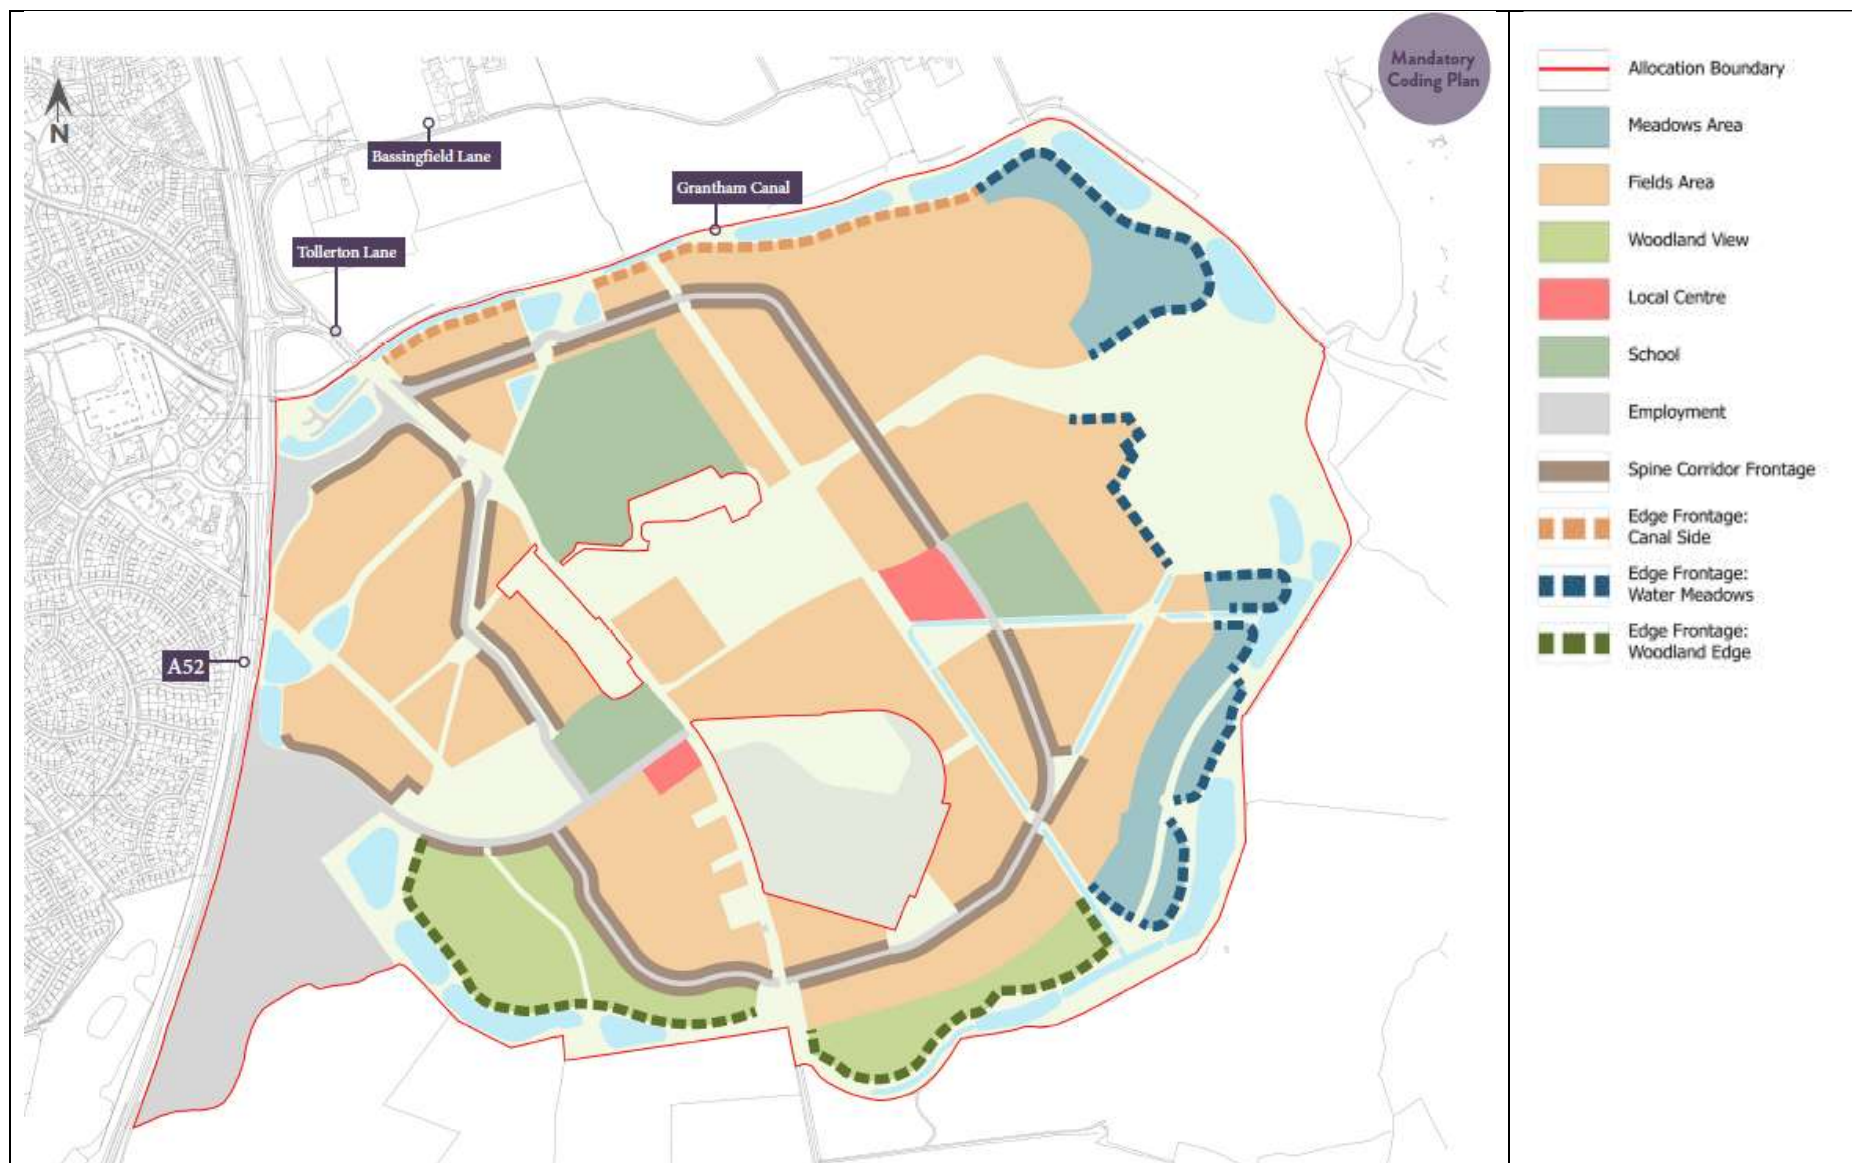 Mandatory
Coding Plan
N
Bassingfield Lane
Grantham Canal
Tollerton Lane
A52
Allocation Boundary
Meadows Area
Fields Area
Woodland View
Local Centre
School
Employment
Spine Corridor Frontage
Edge Frontage:
Canal Side
Edge Frontage:
Water Meadows
Edge Frontage:
Woodland Edge